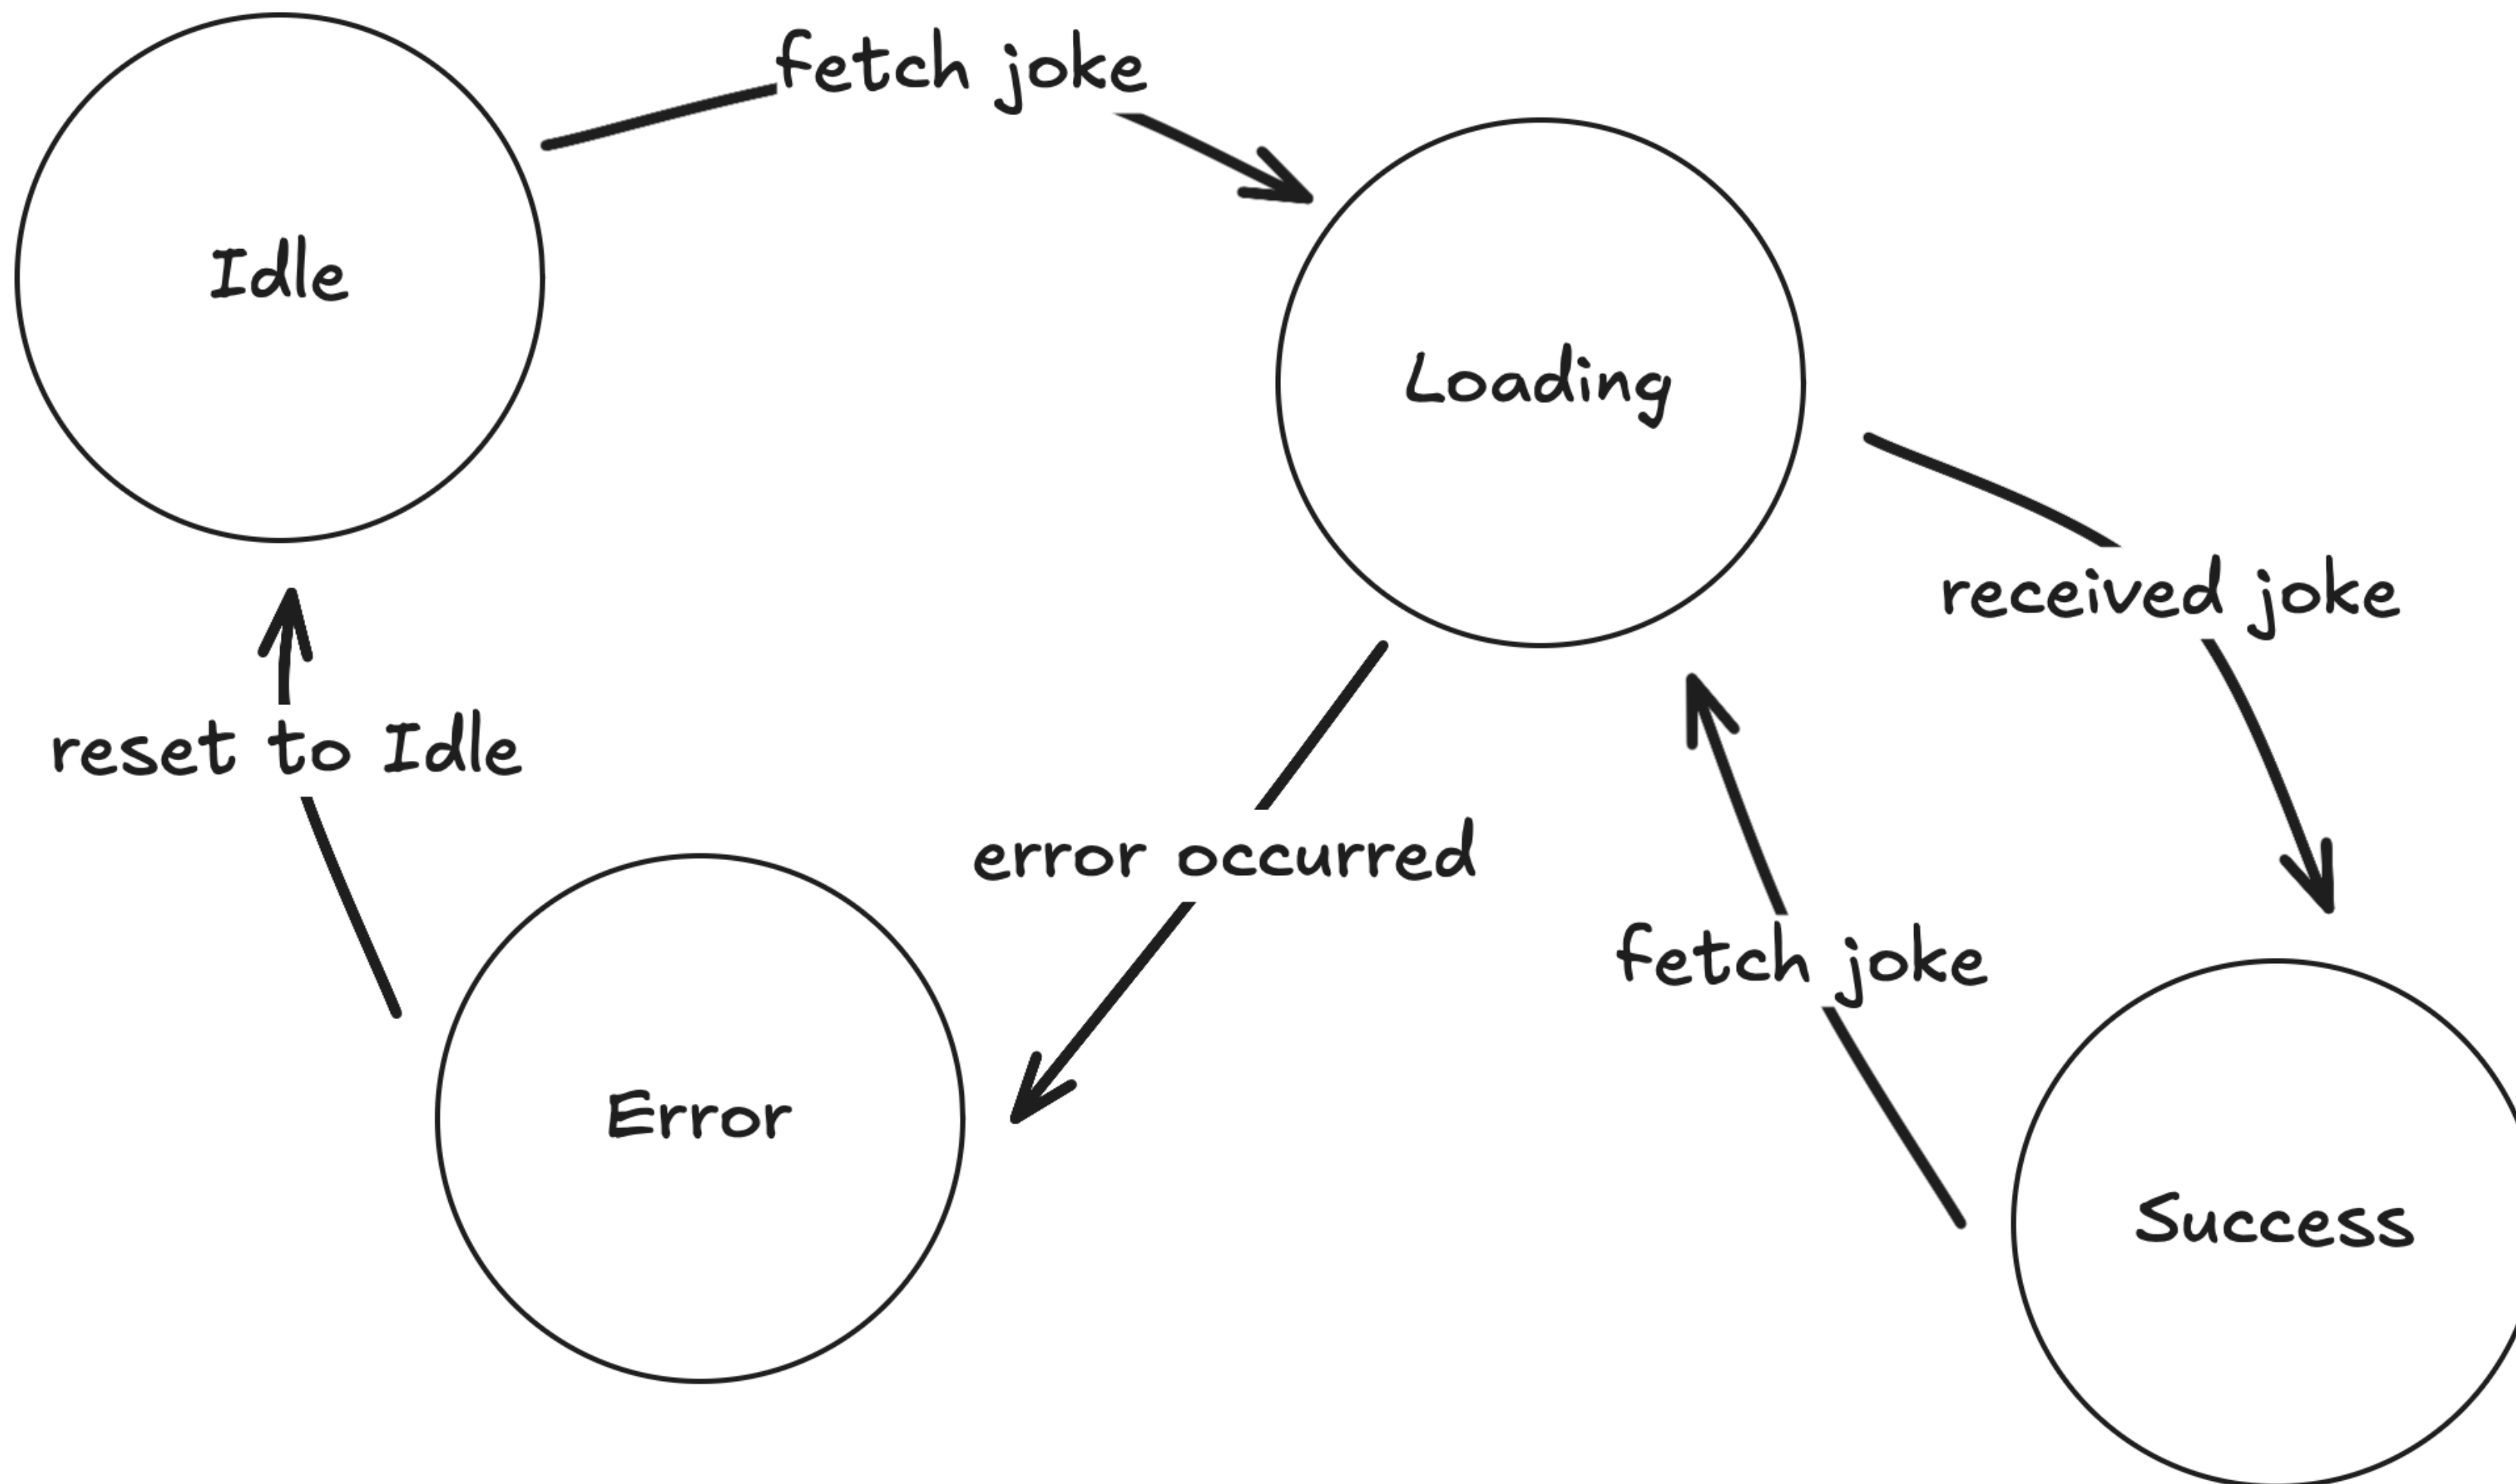 fetch joke
Idle
Loading
received joke
reset to Idle
error occurred
fetch joke
Error
Success